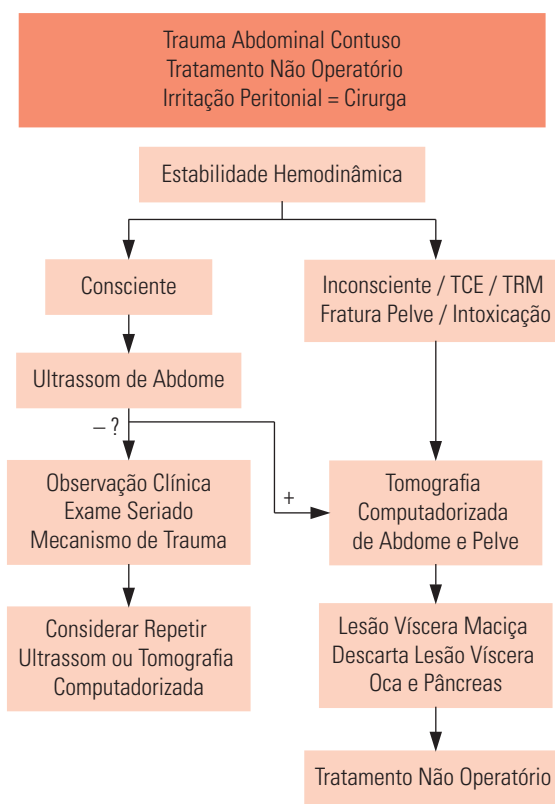 Trauma Abdominal Contuso
Tratamento Não Operatório
Irritação Peritonial = Cirurga
Estabilidade Hemodinâmica
Consciente
Inconsciente / TCE / TRM
Fratura Pelve / Intoxicação
Ultrassom de Abdome
– ?
+
Observação Clínica
Exame Seriado
Mecanismo de Trauma
Tomografia
Computadorizada
de Abdome e Pelve
Considerar Repetir
Ultrassom ou Tomografia
Computadorizada
Lesão Víscera Maciça
Descarta Lesão Víscera
Oca e Pâncreas
Tratamento Não Operatório